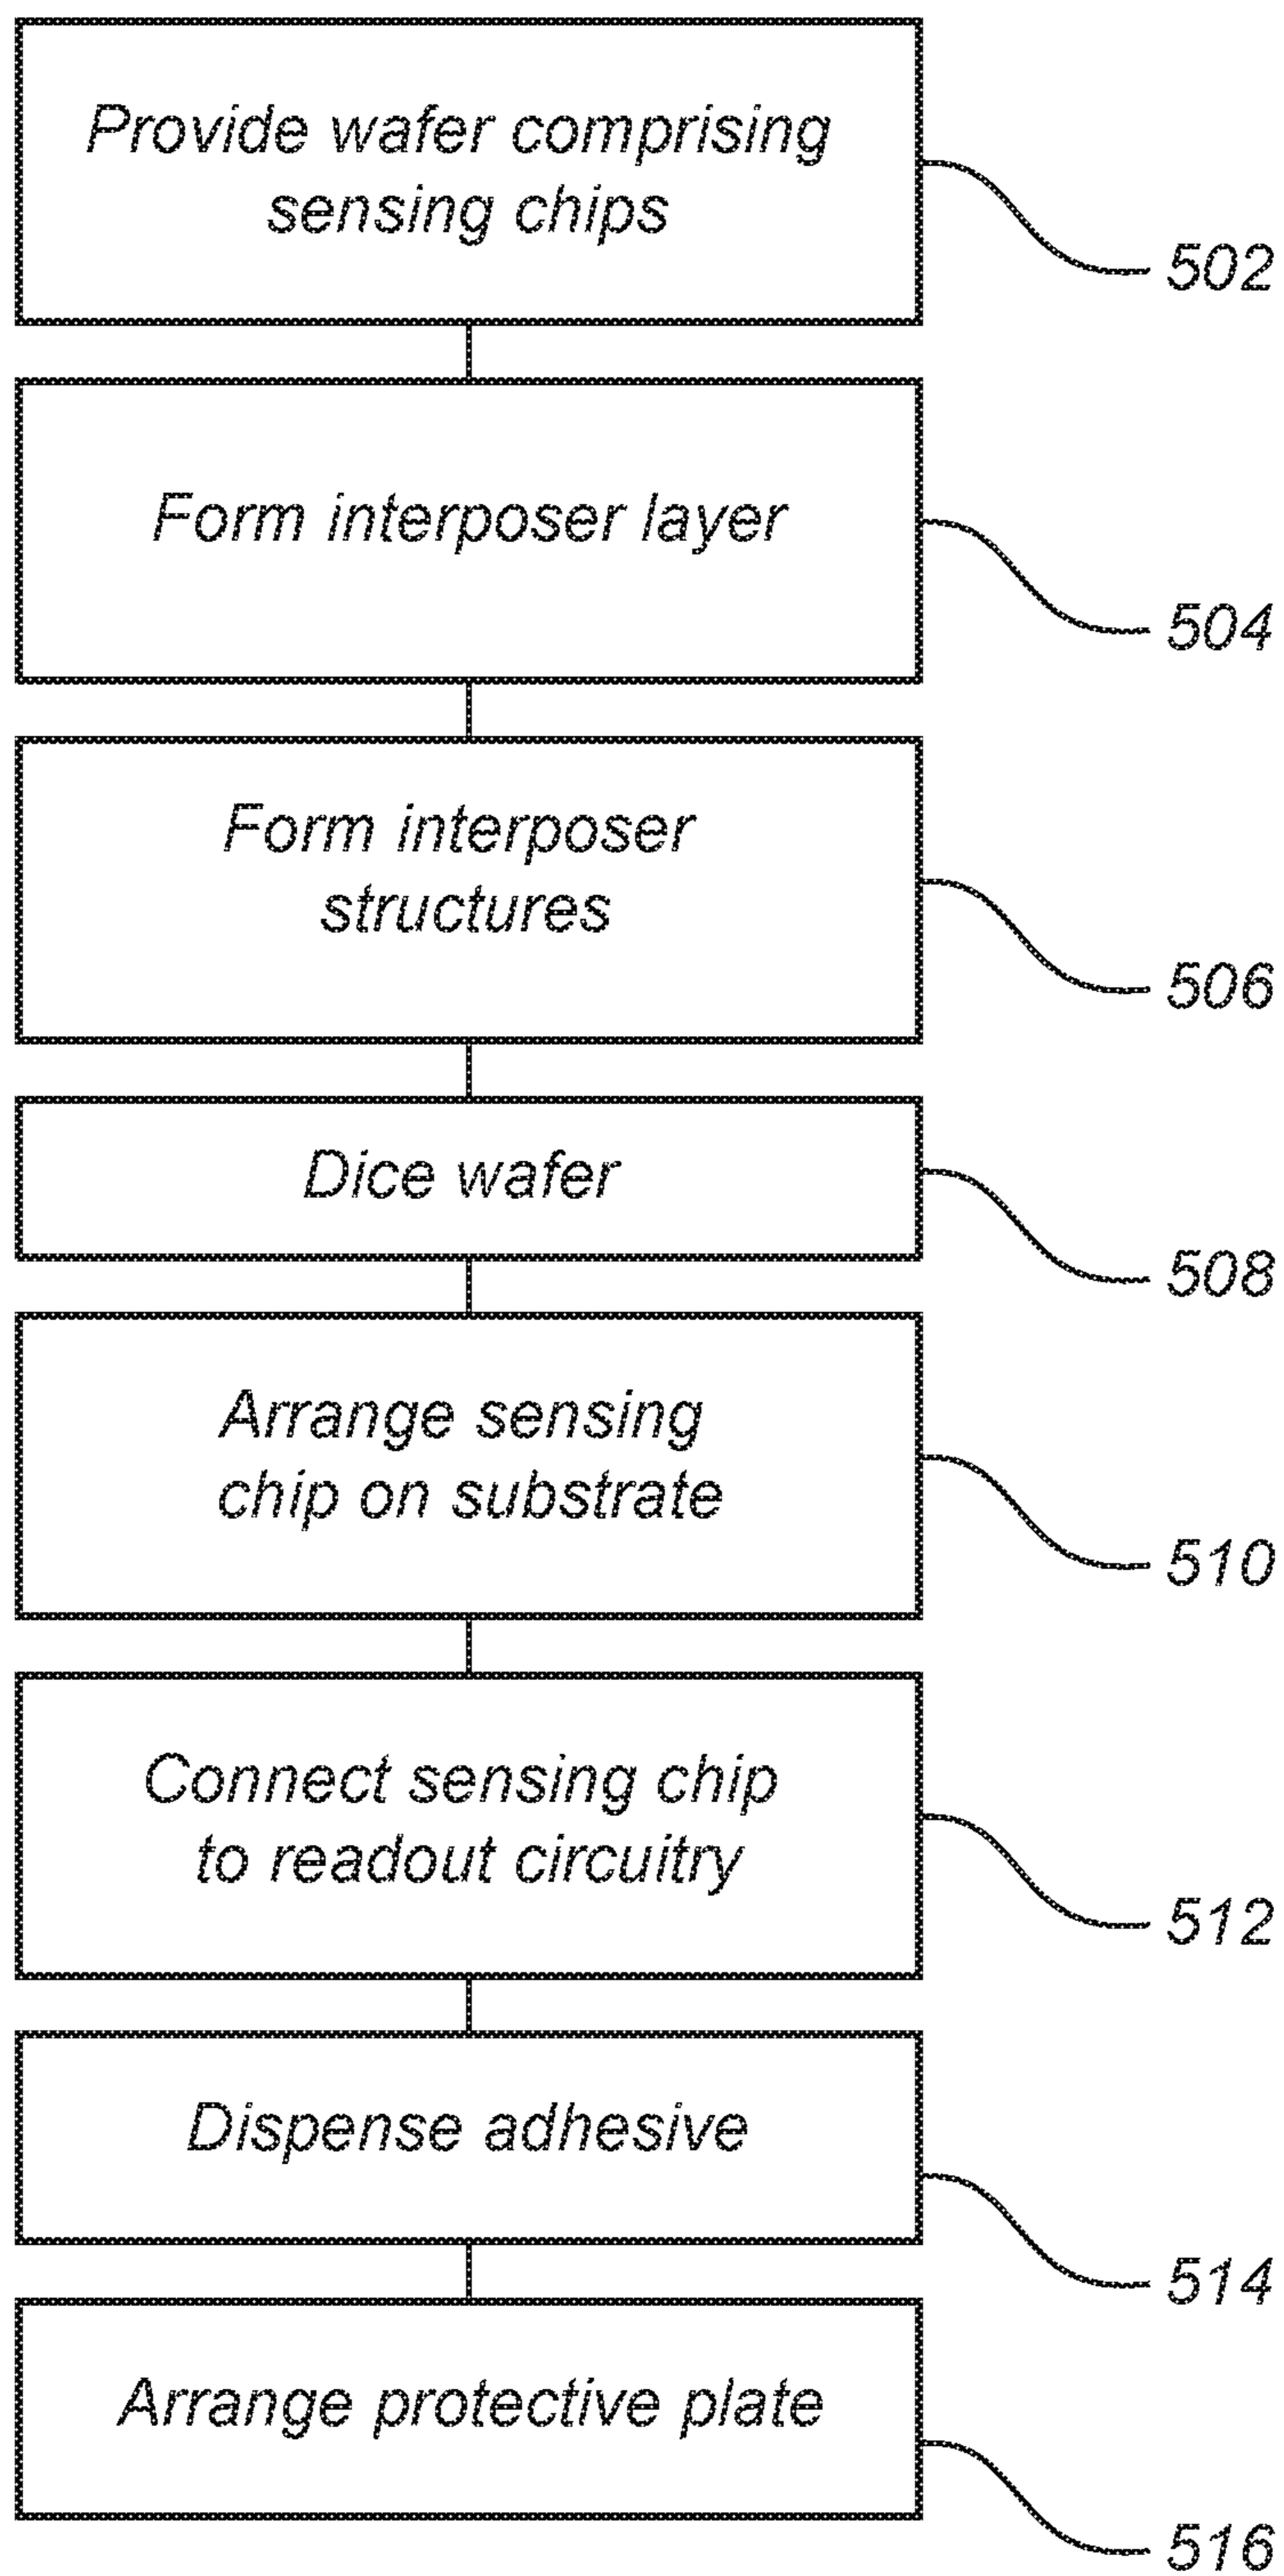 Provide wafer comprising
sensing chips
502
Form interposer layer
504
Form interposer
structures
506
Dice wafer
508
Arrange sensing
chip on substrate
510
Connect sensing chip
to readout circuitry
512
Dispense adhesive
514
Arrange protective plate
516